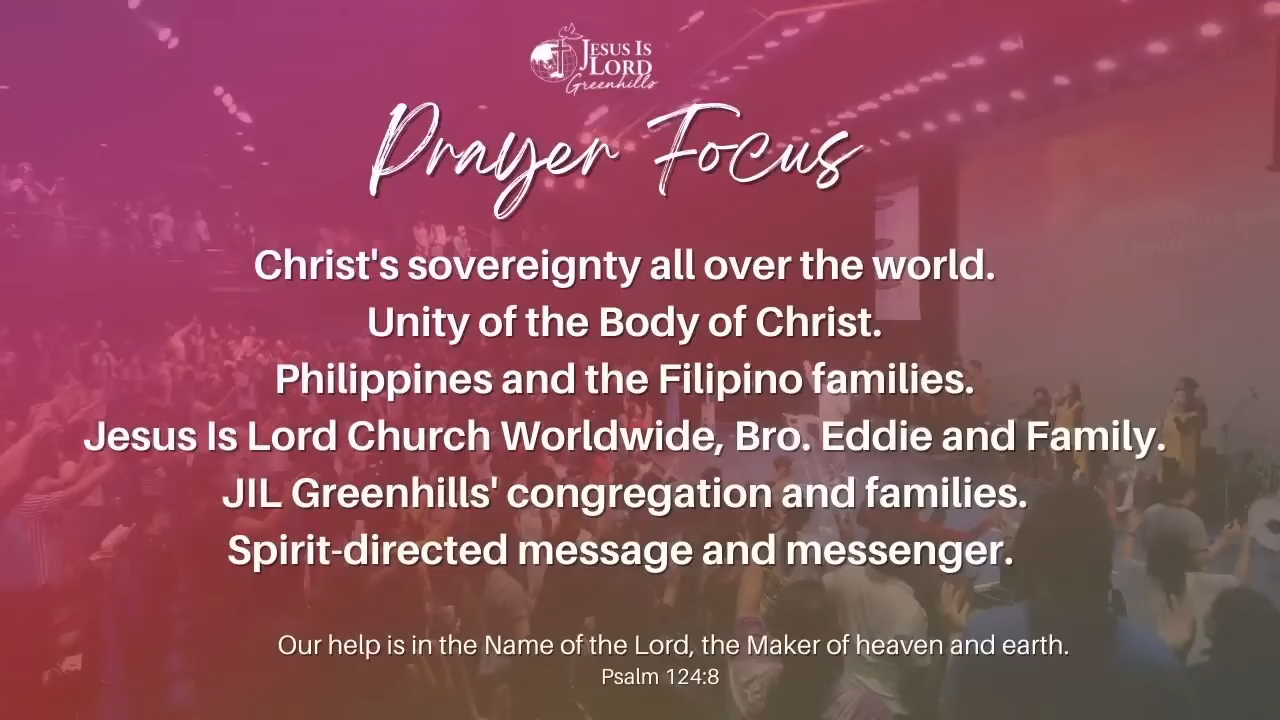 Jesus Is
Lord
Greenhills
Prayer Focus
Christ's sovereignty all over the world.
Unity of the Body of Christ.
Philippines and the Filipino families.
Jesus Is Lord Church Worldwide, Bro. Eddie and Family.
JIL Greenhills' congregation and families.
Spirit-directed message and messenger.
Our help is in the Name of the Lord, the Maker of heaven and earth.
Psalm 124:8